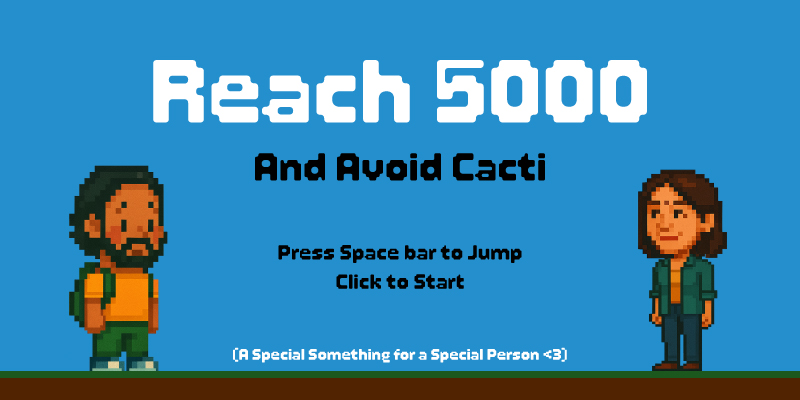 Reach 5000
And Avoid Cacti
Press Space bar to Jump
Click to Start
(A Special Something for a Special Person <3)